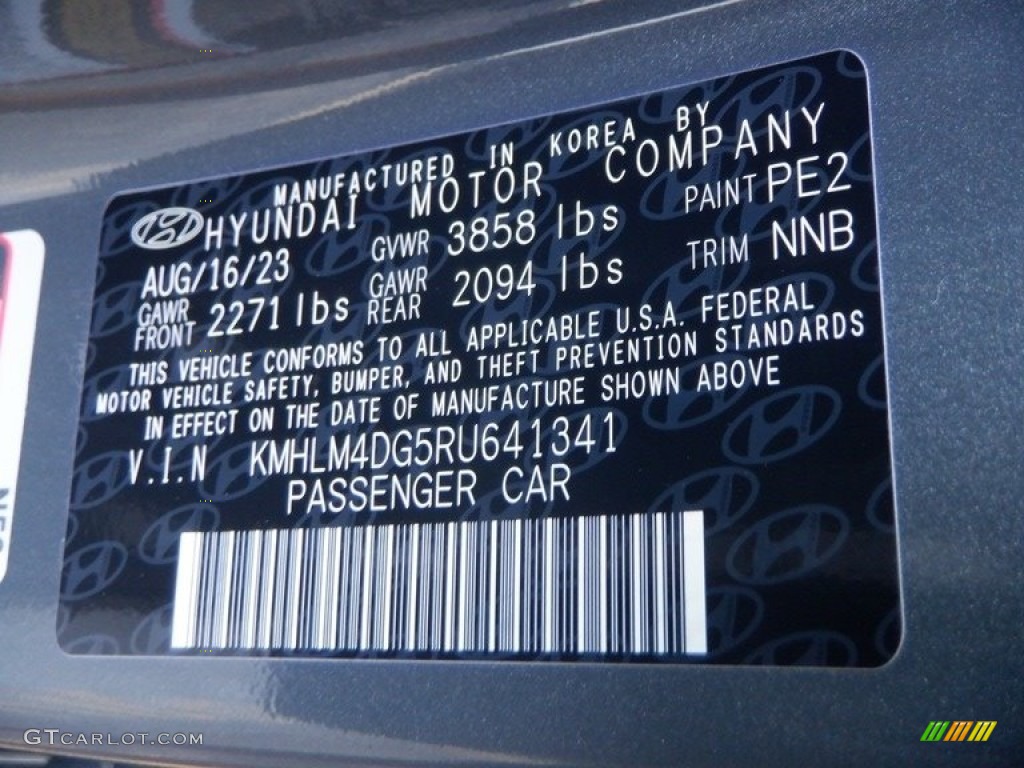 MANUFACTURED IN KOREA BY
HYUNDAI MOTOR COMPANY
AUG/16/23 GVWR 3858 lbs PAINT PE2
GAWR FRONT 2271 lbs GAWR REAR 2094 lbs TRIM NNB
THIS VEHICLE CONFORMS TO ALL APPLICABLE U.S.A. FEDERAL
MOTOR VEHICLE SAFETY, BUMPER, AND THEFT PREVENTION STANDARDS
IN EFFECT ON THE DATE OF MANUFACTURE SHOWN ABOVE
V.I.N KMHLM4DG5RU641341
PASSENGER CAR
GTCARLOT.COM